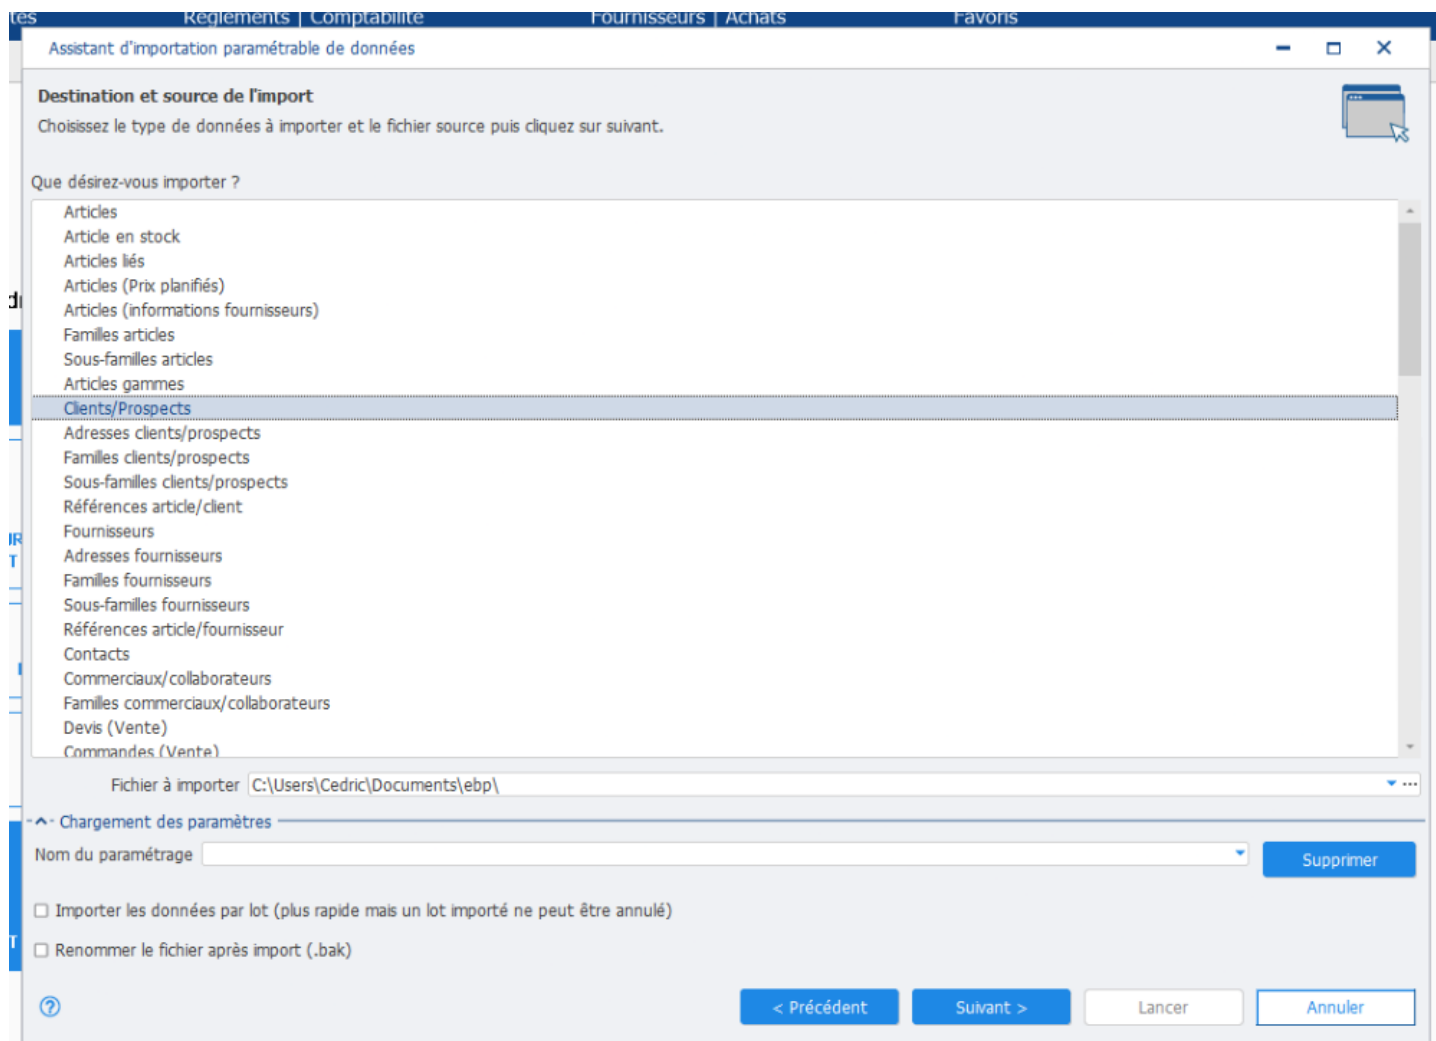 Règlements | Comptabilité Fournisseurs | Achats Favoris
Assistant d'importation paramétrable de données
Destination et source de l'import
Choisissez le type de données à importer et le fichier source puis cliquez sur suivant.
Que désirez-vous importer ?
Articles
Article en stock
Articles liés
Articles (Prix planifiés)
Articles (informations fournisseurs)
Familles articles
Sous-familles articles
Articles gammes
Clients/Prospects
Adresses clients/prospects
Familles clients/prospects
Sous-familles clients/prospects
Références article/client
Fournisseurs
Adresses fournisseurs
Familles fournisseurs
Sous-familles fournisseurs
Références article/fournisseur
Contacts
Commerciaux/collaborateurs
Familles commerciaux/collaborateurs
Devis (Vente)
Commandes (Vente)
Fichier à importer C:\Users\Cedric\Documents\ebp\
Chargement des paramètres
Nom du paramétrage
Supprimer
Importer les données par lot (plus rapide mais un lot importé ne peut être annulé)
Renommer le fichier après import (.bak)
< Précédent Suivant > Lancer Annuler